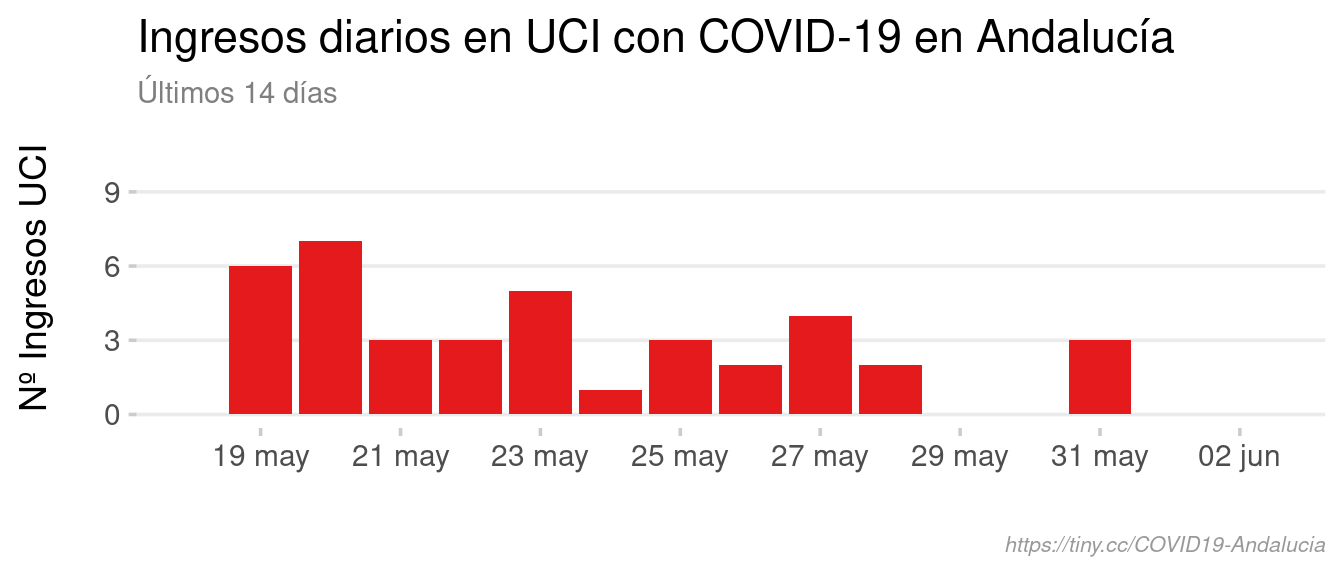 Ingresos diarios en UCI con COVID-19 en Andalucía
Últimos 14 días
Nº Ingresos UCI
9
6
3
0
19 may 21 may 23 may 25 may 27 may 29 may 31 may 02 jun
https://tiny.cc/COVID19-Andalucia